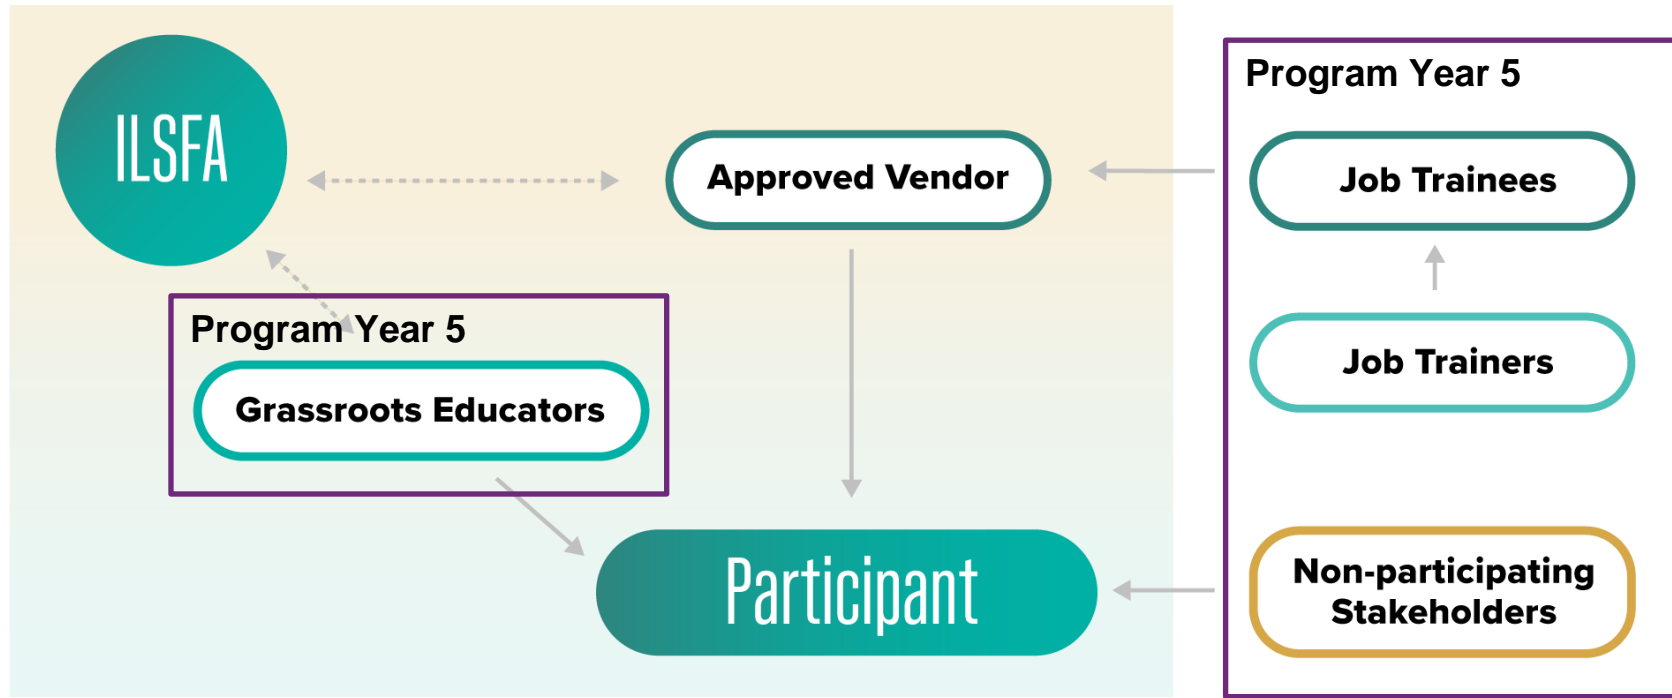 ILSFA
Approved Vendor
Program Year 5
Grassroots Educators
Participant
Program Year 5
Job Trainees
Job Trainers
Non-participating
Stakeholders